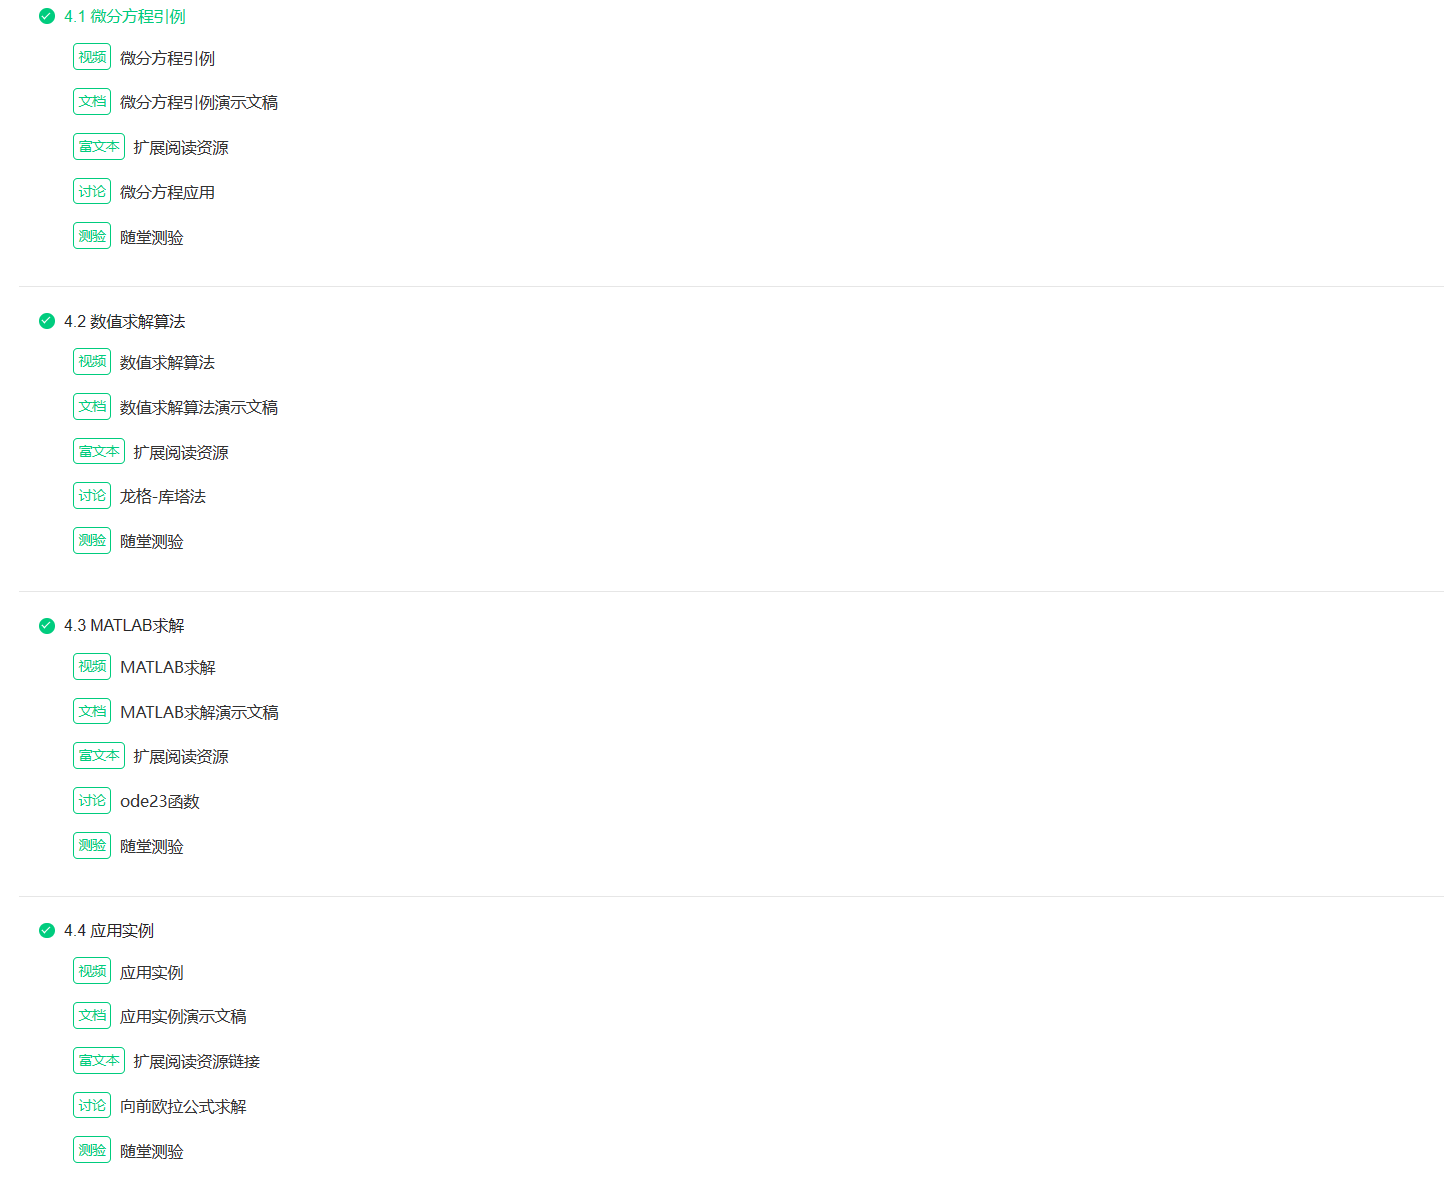 4.1 微分方程引例
视频 微分方程引例
文档 微分方程引例演示文稿
富文本 扩展阅读资源
讨论 微分方程应用
测验 随堂测验
4.2 数值求解算法
视频 数值求解算法
文档 数值求解算法演示文稿
富文本 扩展阅读资源
讨论 龙格-库塔法
测验 随堂测验
4.3 MATLAB求解
视频 MATLAB求解
文档 MATLAB求解演示文稿
富文本 扩展阅读资源
讨论 ode23函数
测验 随堂测验
4.4 应用实例
视频 应用实例
文档 应用实例演示文稿
富文本 扩展阅读资源链接
讨论 向前欧拉公式求解
测验 随堂测验